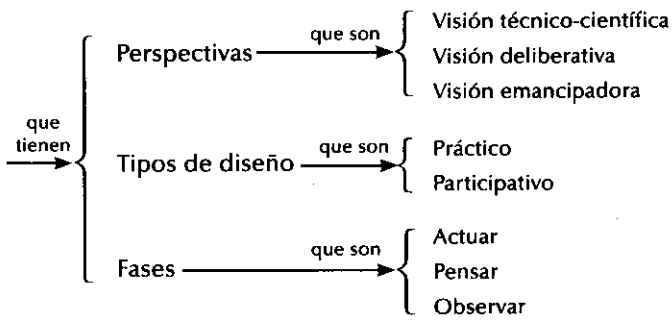 que
tienen
Perspectivas
que son
Visión técnico-científica
Visión deliberativa
Visión emancipadora
Tipos de diseño
que son
Práctico
Participativo
Fases
que son
Actuar
Pensar
Observar